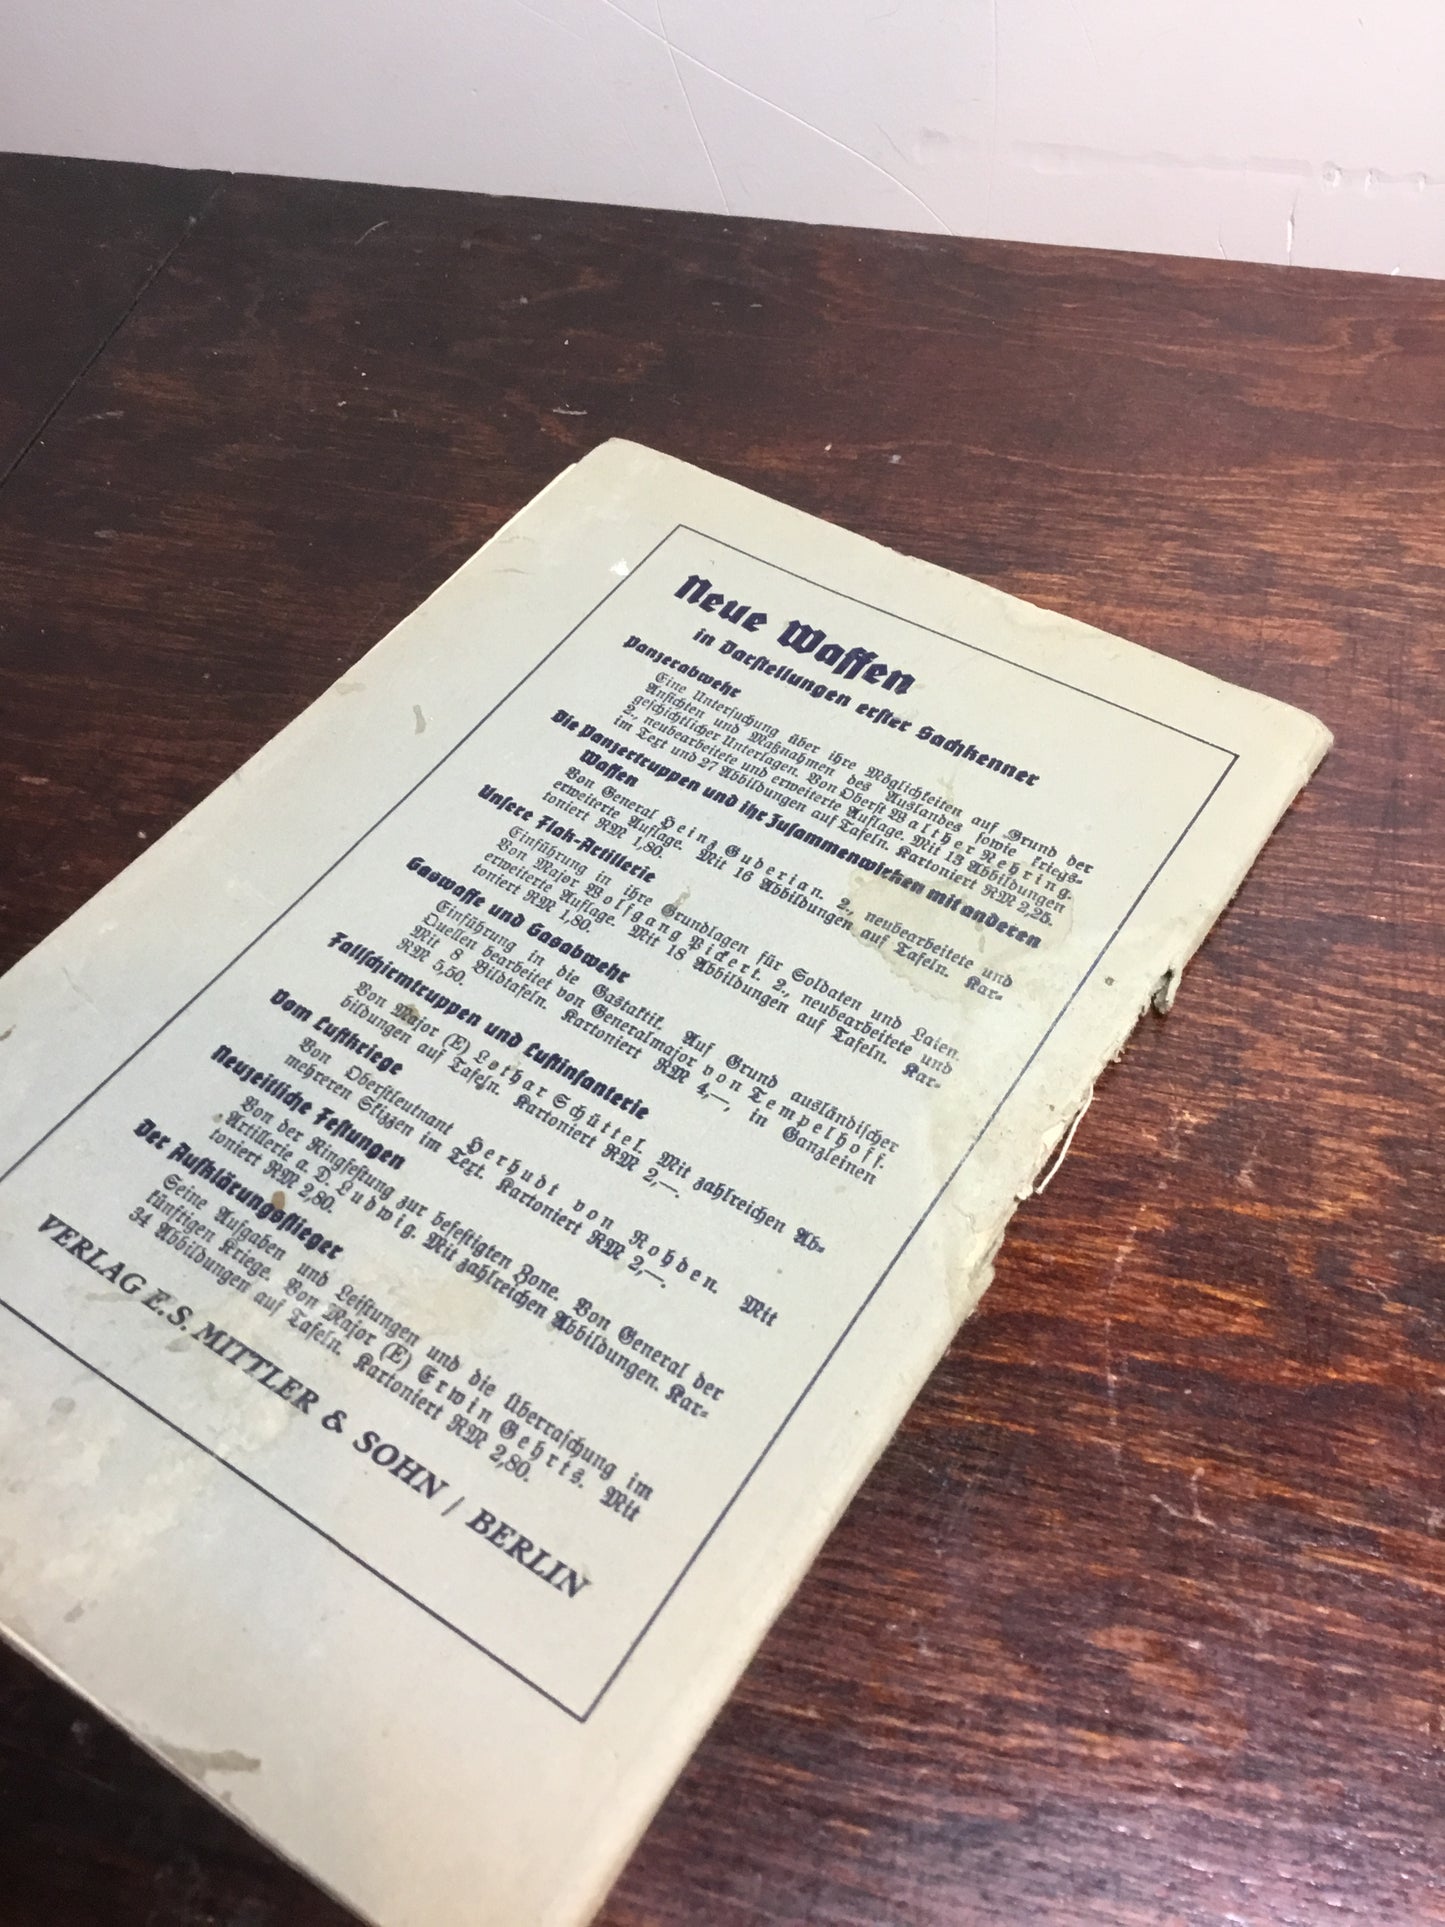 Neue Waffen
in Darstellungen erster Sachkenner
Panzerabwehr
Eine Untersuchung über ihre Möglichkeiten auf Grund der
Ansichten und Maßnahmen des Auslandes sowie kriegs-
geschichtlicher Unterlagen. Von Oberst Walther Nehring.
2., neubearbeitete und erweiterte Auflage. Mit 13 Abbildungen
im Text und 27 Abbildungen auf Tafeln. Kartoniert RM 2,25.
Die Panzertruppen und ihr Zusammenwirken mit anderen
Waffen
Von General Heinz Guderian. 2., neubearbeitete und
erweiterte Auflage. Mit 16 Abbildungen auf Tafeln. Kar-
toniert RM 1,80.
Unsere Flak-Artillerie
Einführung in ihre Grundlagen für Soldaten und Laien.
Von Major Wolfgang Pickert. 2., neubearbeitete und
erweiterte Auflage. Mit 18 Abbildungen auf Tafeln. Kar-
toniert RM 1,80.
Gaswaffe und Gasabwehr
Einführung in die Gastaktik. Auf Grund ausländischer
Quellen bearbeitet von Generalmajor von Tempelhoff.
Mit 8 Bildtafeln. Kartoniert RM 4,—, in Ganzleinen
RM 5,50.
Fallschirmtruppen und Luftinfanterie
Von Major (E) Lothar Schüttel. Mit zahlreichen Ab-
bildungen auf Tafeln. Kartoniert RM 2,—.
Vom Luftkriege
Von Oberstleutnant Herhudt von Rohden. Mit
mehreren Skizzen im Text. Kartoniert RM 2,—.
Neuzeitliche Festungen
Von der Ringfestung zur befestigten Zone. Von General der
Artillerie a. D. Ludwig. Mit zahlreichen Abbildungen. Kar-
toniert RM 2,80.
Der Aufklärungsflieger
Seine Aufgaben und Leistungen und die Überraschung im
künftigen Kriege. Von Major (E) Erwin Gehrts. Mit
34 Abbildungen auf Tafeln. Kartoniert RM 2,80.
VERLAG E. S. MITTLER & SOHN / BERLIN